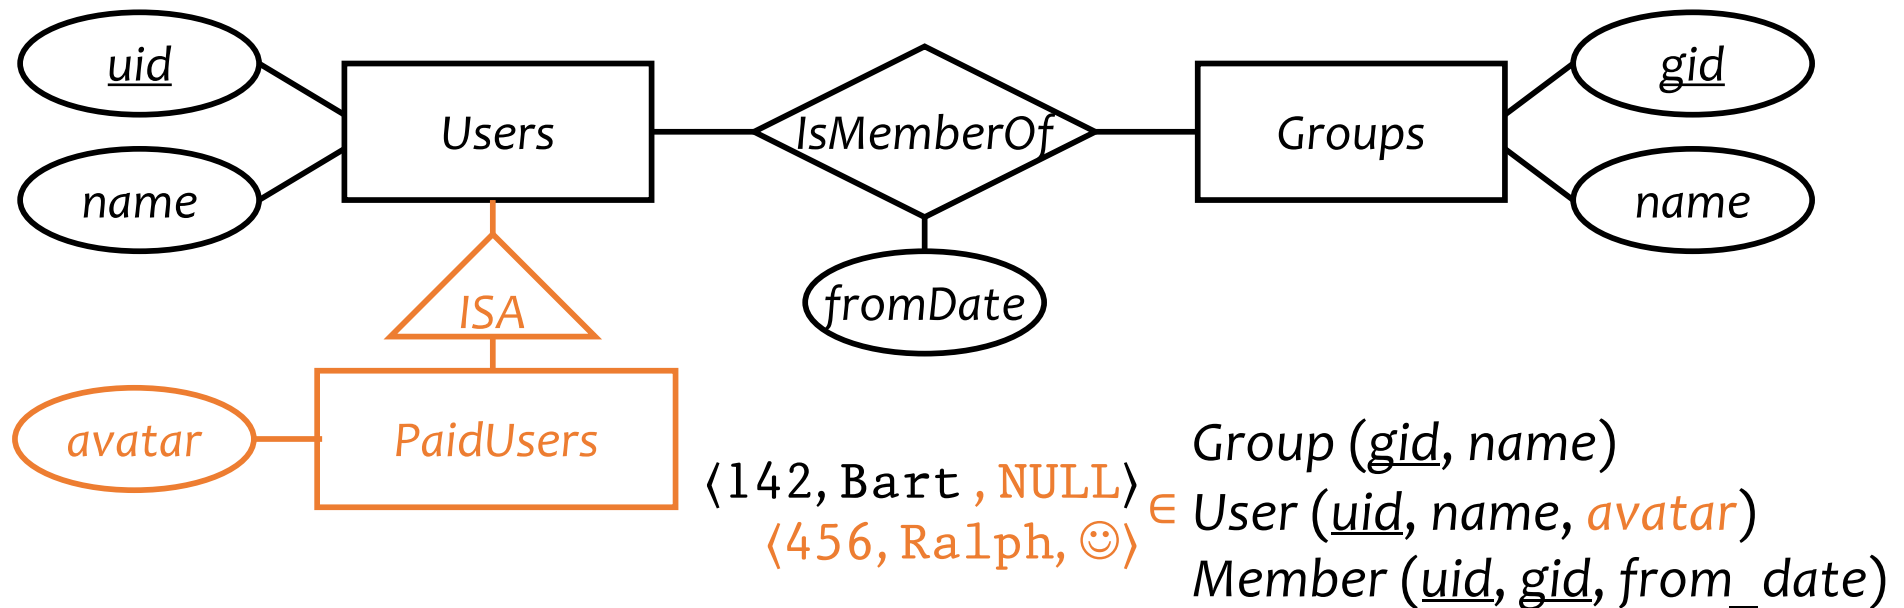 uid
name
Users
IsMemberOf
Groups
gid
name
fromDate
ISA
avatar
PaidUsers
⟨142, Bart, NULL⟩
⟨456, Ralph, ☺⟩
∈
Group (gid, name)
User (uid, name, avatar)
Member (uid, gid, from_date)